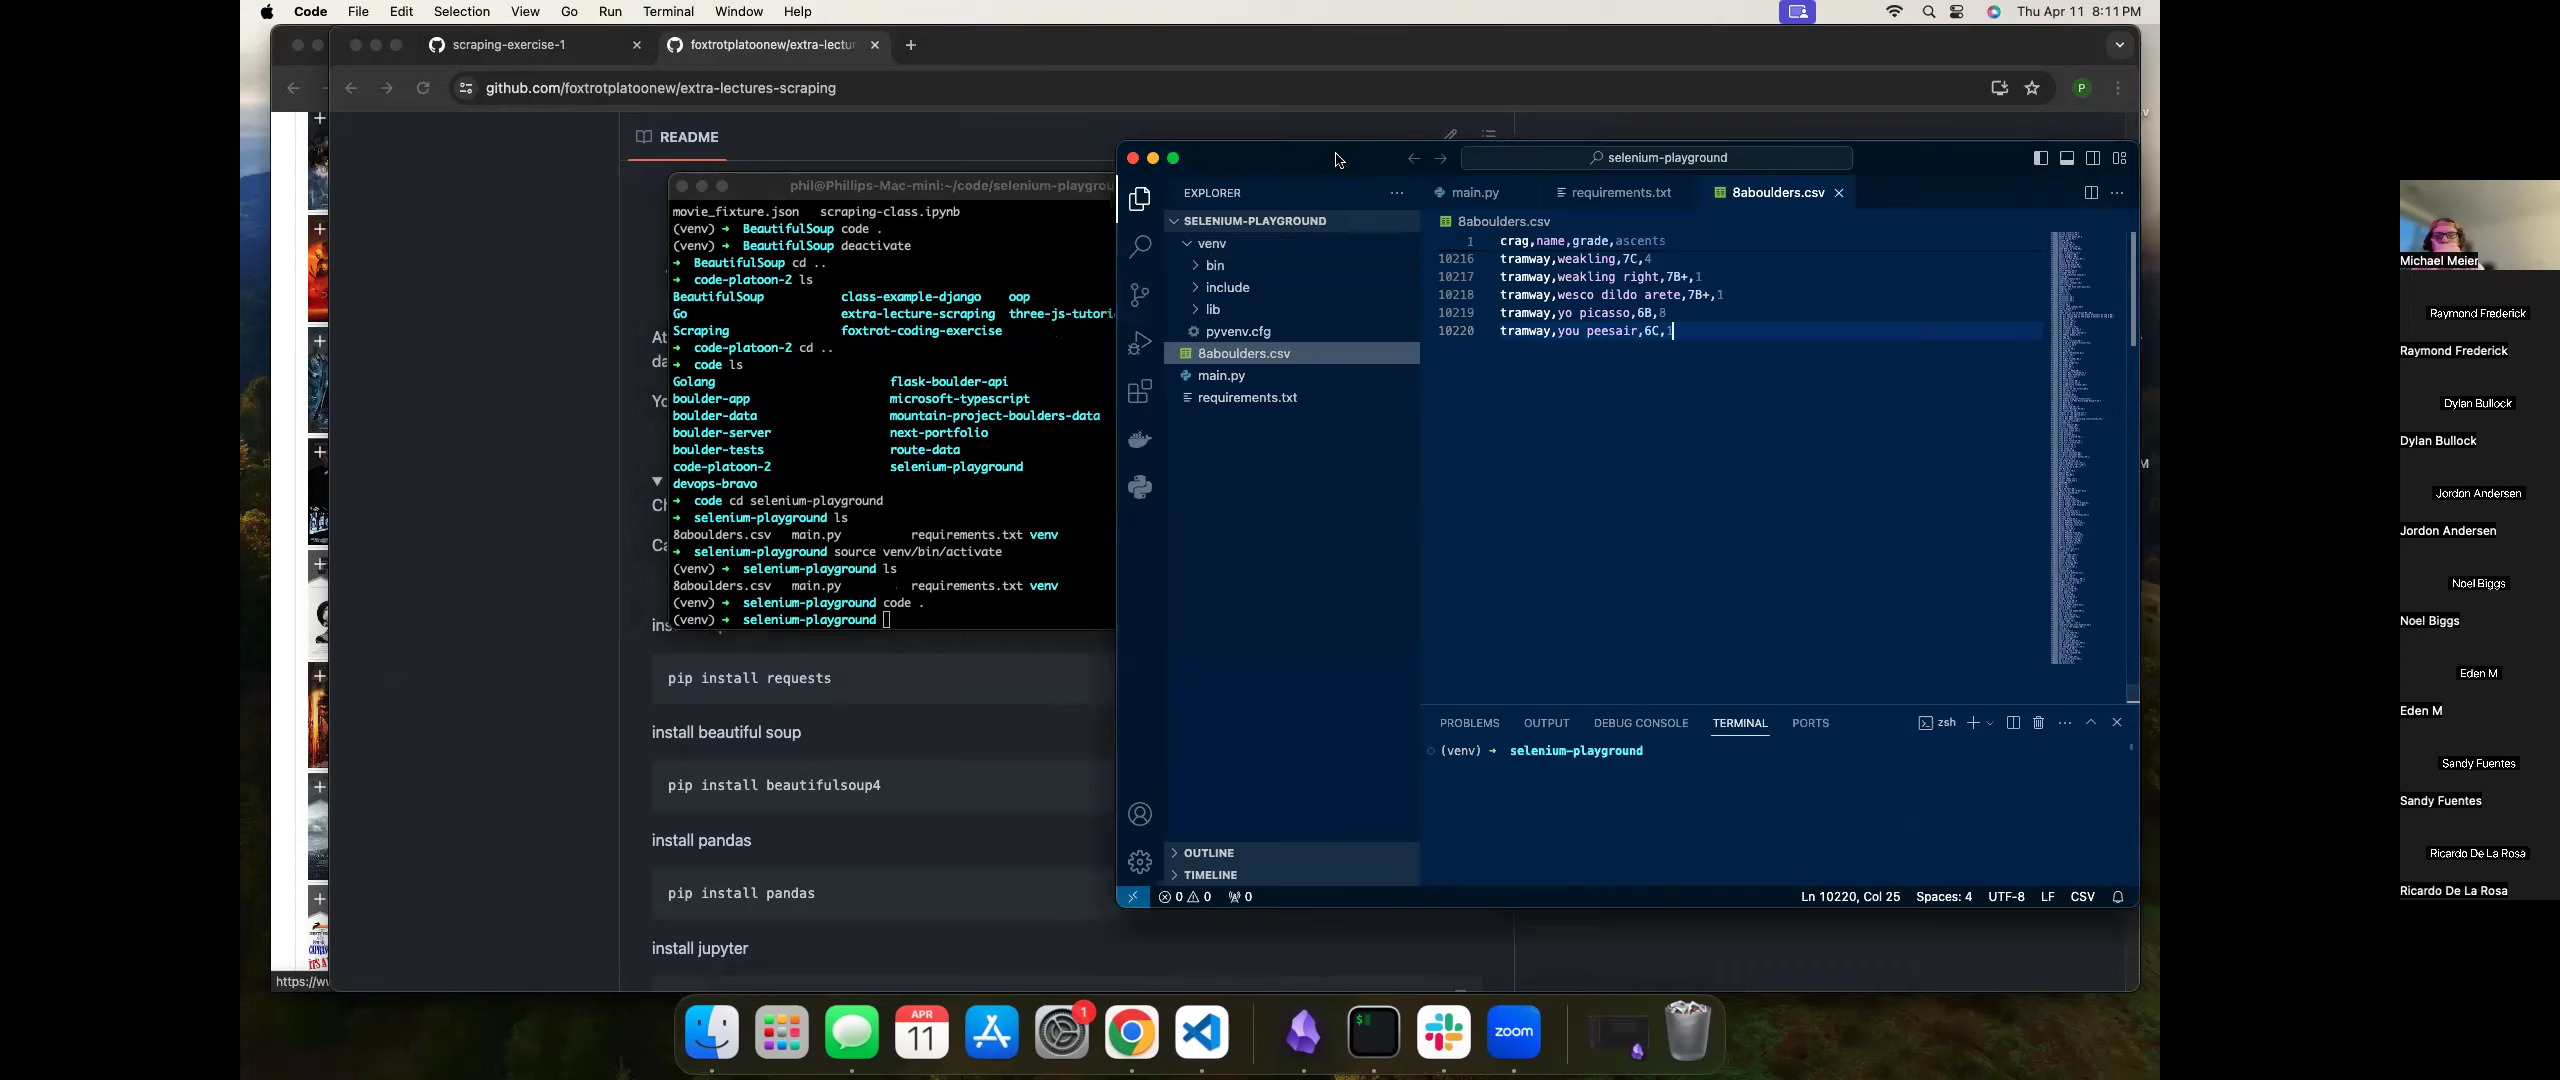 Code File Edit Selection View Go Run Terminal Window Help
Thu Apr 11 8:11 PM
scraping-exercise-1
foxtrotplatoonew/extra-lectu
github.com/foxtrotplatoonew/extra-lectures-scraping
P
README
phil@Phillips-Mac-mini:~/code/selenium-playgrou
movie_fixture.json scraping-class.ipynb
(venv) ➜ BeautifulSoup code .
(venv) ➜ BeautifulSoup deactivate
➜ BeautifulSoup cd ..
➜ code-platoon-2 ls
BeautifulSoup class-example-django oop
Go extra-lecture-scraping three-js-tutori
Scraping foxtrot-coding-exercise
➜ code-platoon-2 cd ..
➜ code ls
Golang flask-boulder-api
boulder-app microsoft-typescript
boulder-data mountain-project-boulders-data
boulder-server next-portfolio
boulder-tests route-data
code-platoon-2 selenium-playground
devops-bravo
➜ code cd selenium-playground
➜ selenium-playground ls
8aboulders.csv main.py requirements.txt venv
➜ selenium-playground source venv/bin/activate
(venv) ➜ selenium-playground ls
8aboulders.csv main.py requirements.txt venv
(venv) ➜ selenium-playground code .
(venv) ➜ selenium-playground
At
da
Yo
Ch
Ca
ins
pip install requests
install beautiful soup
pip install beautifulsoup4
install pandas
pip install pandas
install jupyter
https://ww
selenium-playground
EXPLORER
SELENIUM-PLAYGROUND
venv
bin
include
lib
pyvenv.cfg
8aboulders.csv
main.py
requirements.txt
OUTLINE
TIMELINE
main.py requirements.txt 8aboulders.csv
8aboulders.csv
1 crag,name,grade,ascents
10216 tramway,weakling,7C,4
10217 tramway,weakling right,7B+,1
10218 tramway,wesco dildo arete,7B+,1
10219 tramway,yo picasso,6B,8
10220 tramway,you peesair,6C,1
PROBLEMS OUTPUT DEBUG CONSOLE TERMINAL PORTS
zsh
(venv) ➜ selenium-playground
0 0 0
Ln 10220, Col 25 Spaces: 4 UTF-8 LF CSV
APR
11
1
$
zoom
Michael Meier
Raymond Frederick
Raymond Frederick
Dylan Bullock
Dylan Bullock
Jordon Andersen
Jordon Andersen
Noel Biggs
Noel Biggs
Eden M
Eden M
Sandy Fuentes
Sandy Fuentes
Ricardo De La Rosa
Ricardo De La Rosa